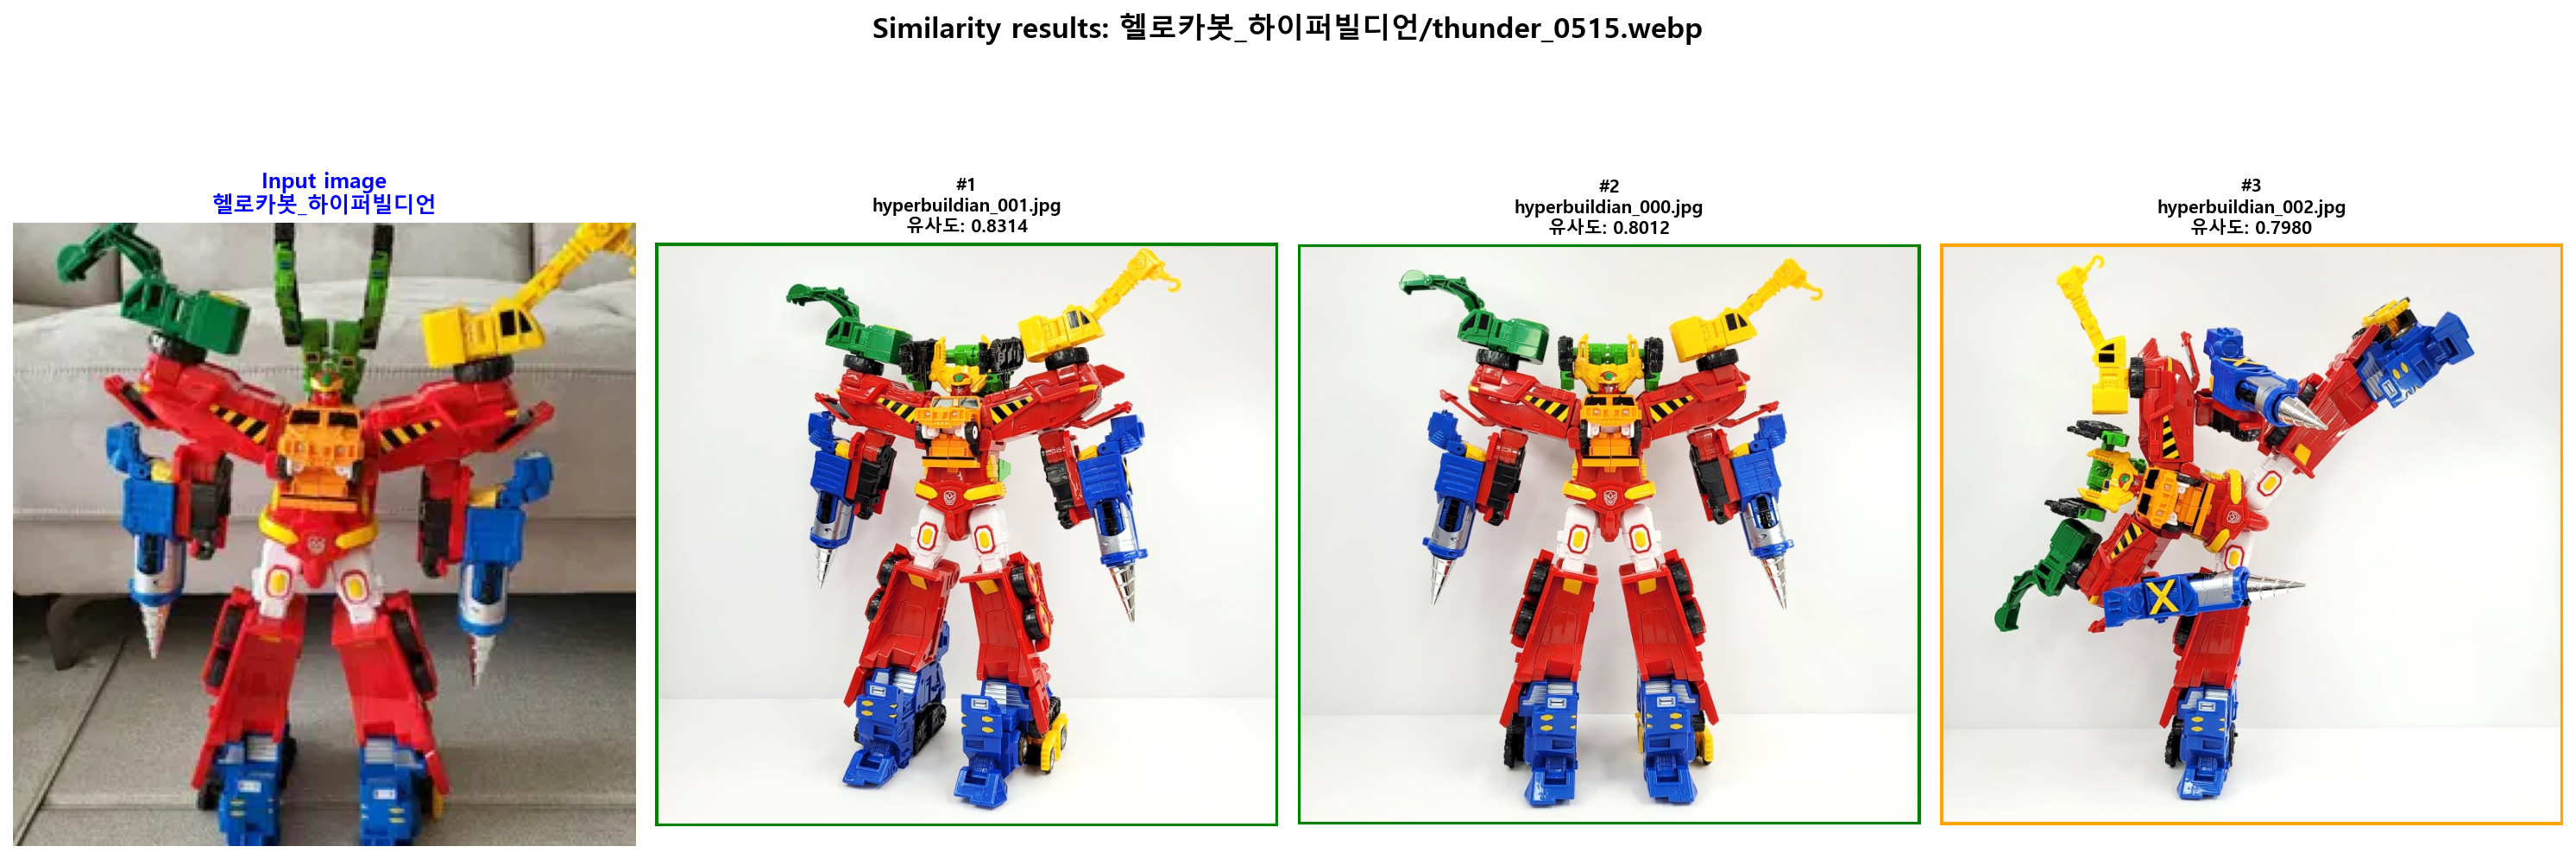 Similarity results: 헬로카봇_하이퍼빌디언/thunder_0515.webp
Input image
헬로카봇_하이퍼빌디언
#1
hyperbuildian_001.jpg
유사도: 0.8314
#2
hyperbuildian_000.jpg
유사도: 0.8012
#3
hyperbuildian_002.jpg
유사도: 0.7980